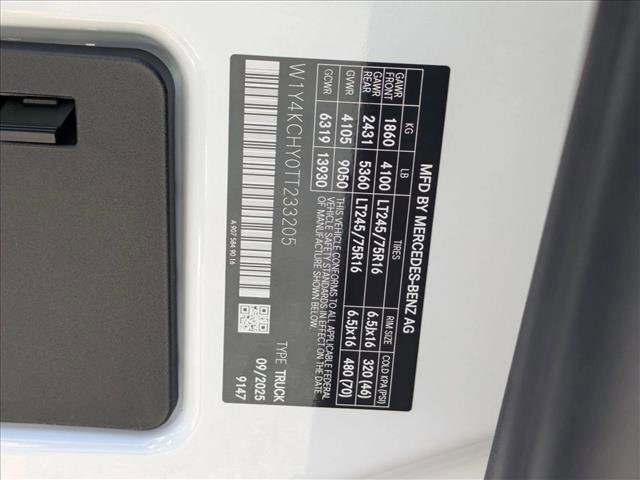 MFD BY MERCEDES-BENZ AG
KG LB TIRES RIM SIZE COLD KPA (PSI)
GAWR FRONT 1860 4100 LT245/75R16 6.5Jx16 320 (46)
GAWR REAR 2431 5360 LT245/75R16 6.5Jx16 480 (70)
GVWR 4105 9050
GCWR 6319 13930
THIS VEHICLE CONFORMS TO ALL APPLICABLE FEDERAL
MOTOR VEHICLE SAFETY STANDARDS IN EFFECT ON THE DATE
OF MANUFACTURE SHOWN ABOVE
W1Y4KCHY0TT233205
TYPE TRUCK
09/2025
9147
A 907 584 90 16